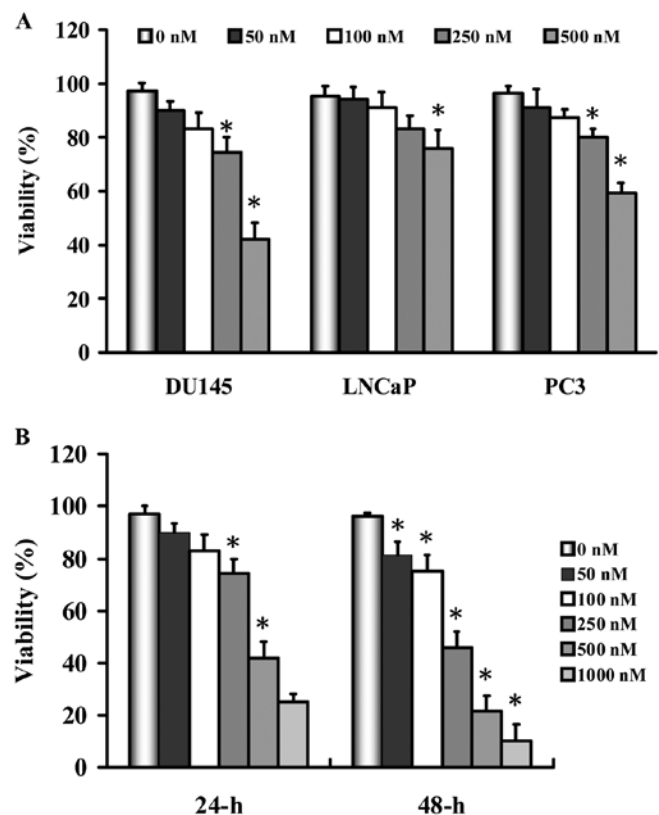 A
120
0 nM 50 nM 100 nM 250 nM 500 nM
100
80
60
40
20
0
Viability (%)
* * * * *
DU145 LNCaP PC3
B
120
100
80
60
40
20
0
Viability (%)
* * * * * * *
0 nM
50 nM
100 nM
250 nM
500 nM
1000 nM
24-h 48-h